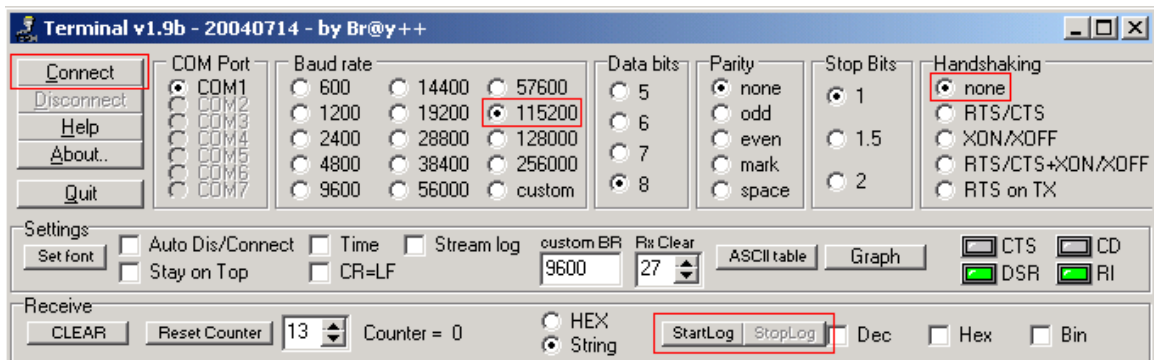 Terminal v1.9b - 20040714 - by Br@y++
Connect
Disconnect
Help
About..
Quit
COM Port
COM1
COM2
COM3
COM4
COM5
COM6
COM7
Baud rate
600 14400 57600
1200 19200 115200
2400 28800 128000
4800 38400 256000
9600 56000 custom
Data bits
5
6
7
8
Parity
none
odd
even
mark
space
Stop Bits
1
1.5
2
Handshaking
none
RTS/CTS
XON/XOFF
RTS/CTS+XON/XOFF
RTS on TX
Settings
Set font
Auto Dis/Connect Time Stream log
Stay on Top CR=LF
custom BR
9600
Rx Clear
27
ASCII table
Graph
CTS CD
DSR RI
Receive
CLEAR
Reset Counter
13
Counter = 0
HEX
String
StartLog StopLog
Dec Hex Bin